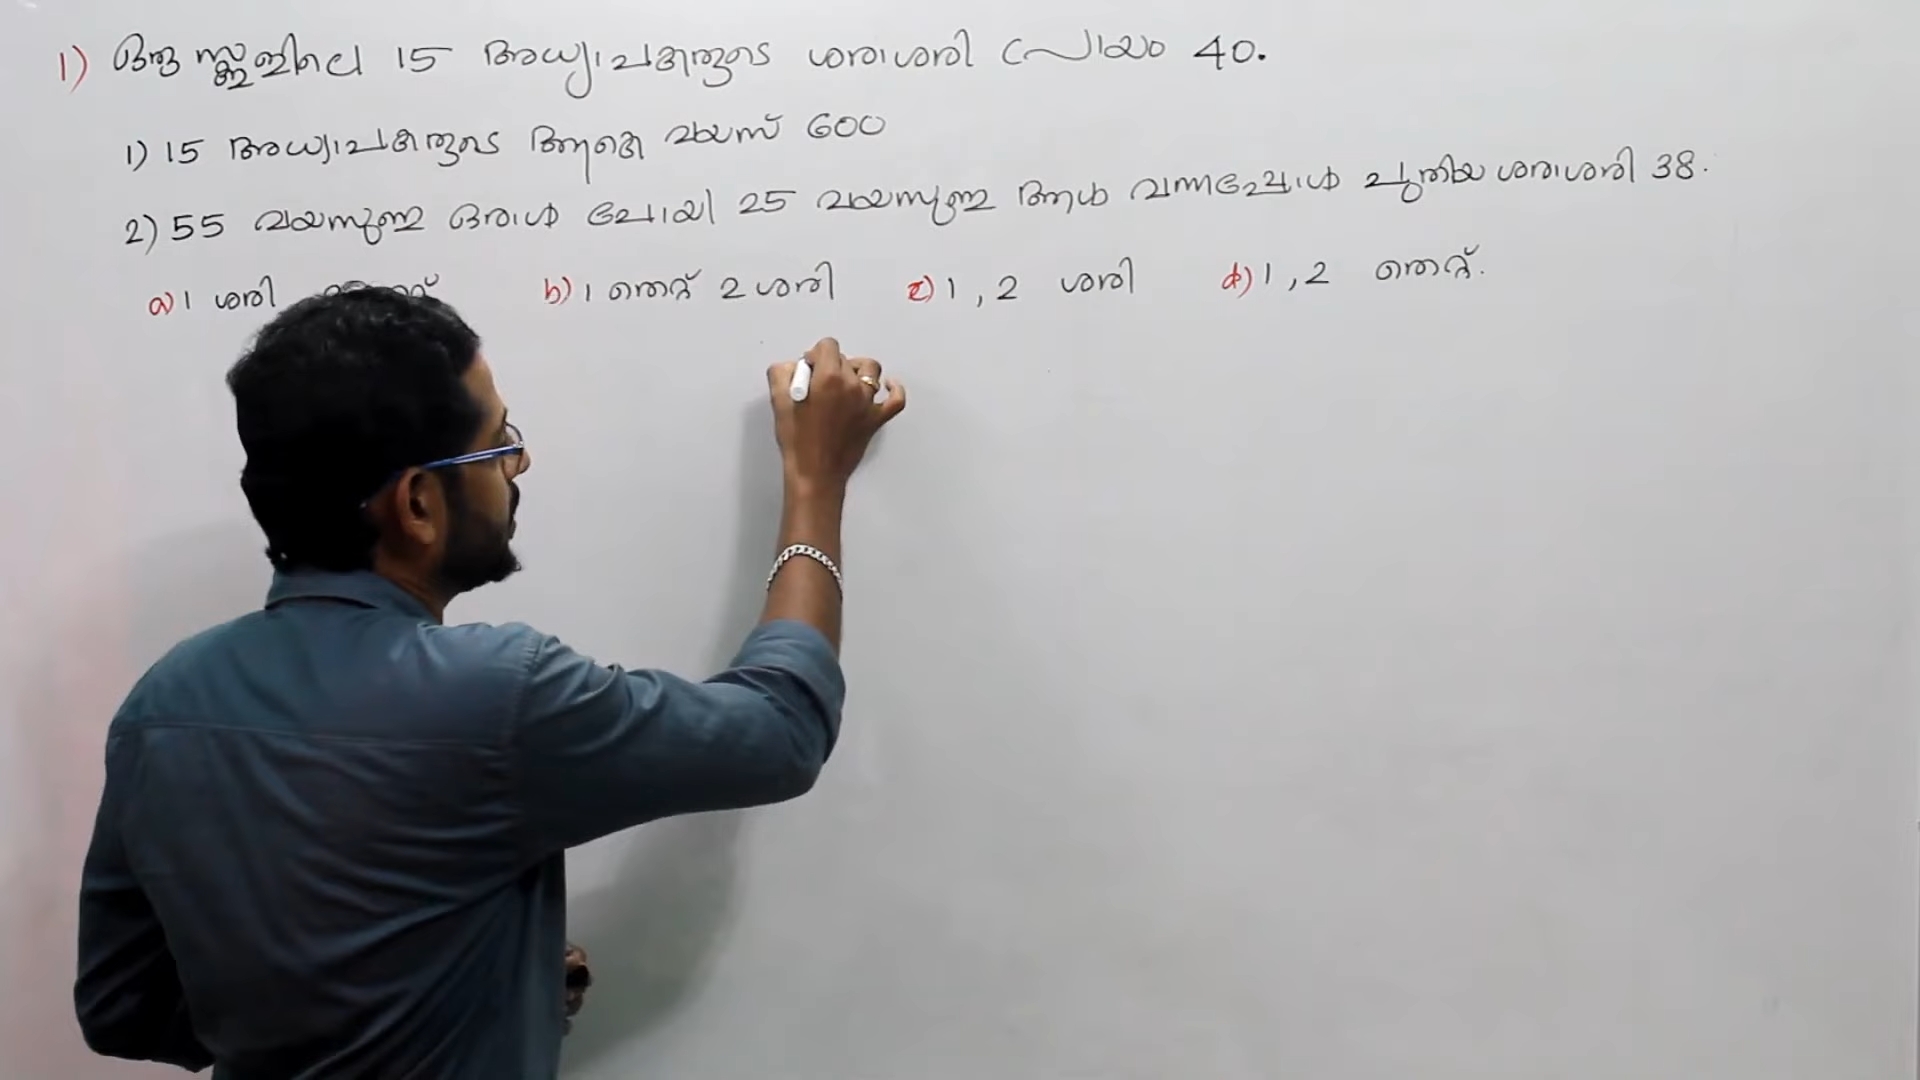 1) ഒരു സ്കൂളിലെ 15 അധ്യാപകരുടെ ശരാശരി പ്രായം 40.
1) 15 അധ്യാപകരുടെ ആകെ വയസ് 600
2) 55 വയസുള്ള ഒരാൾ പോയി 25 വയസുള്ള ആൾ വന്നപ്പോൾ പുതിയ ശരാശരി 38.
a) 1 ശരി b) 1 തെറ്റ് 2 ശരി c) 1, 2 ശരി d) 1, 2 തെറ്റ്.